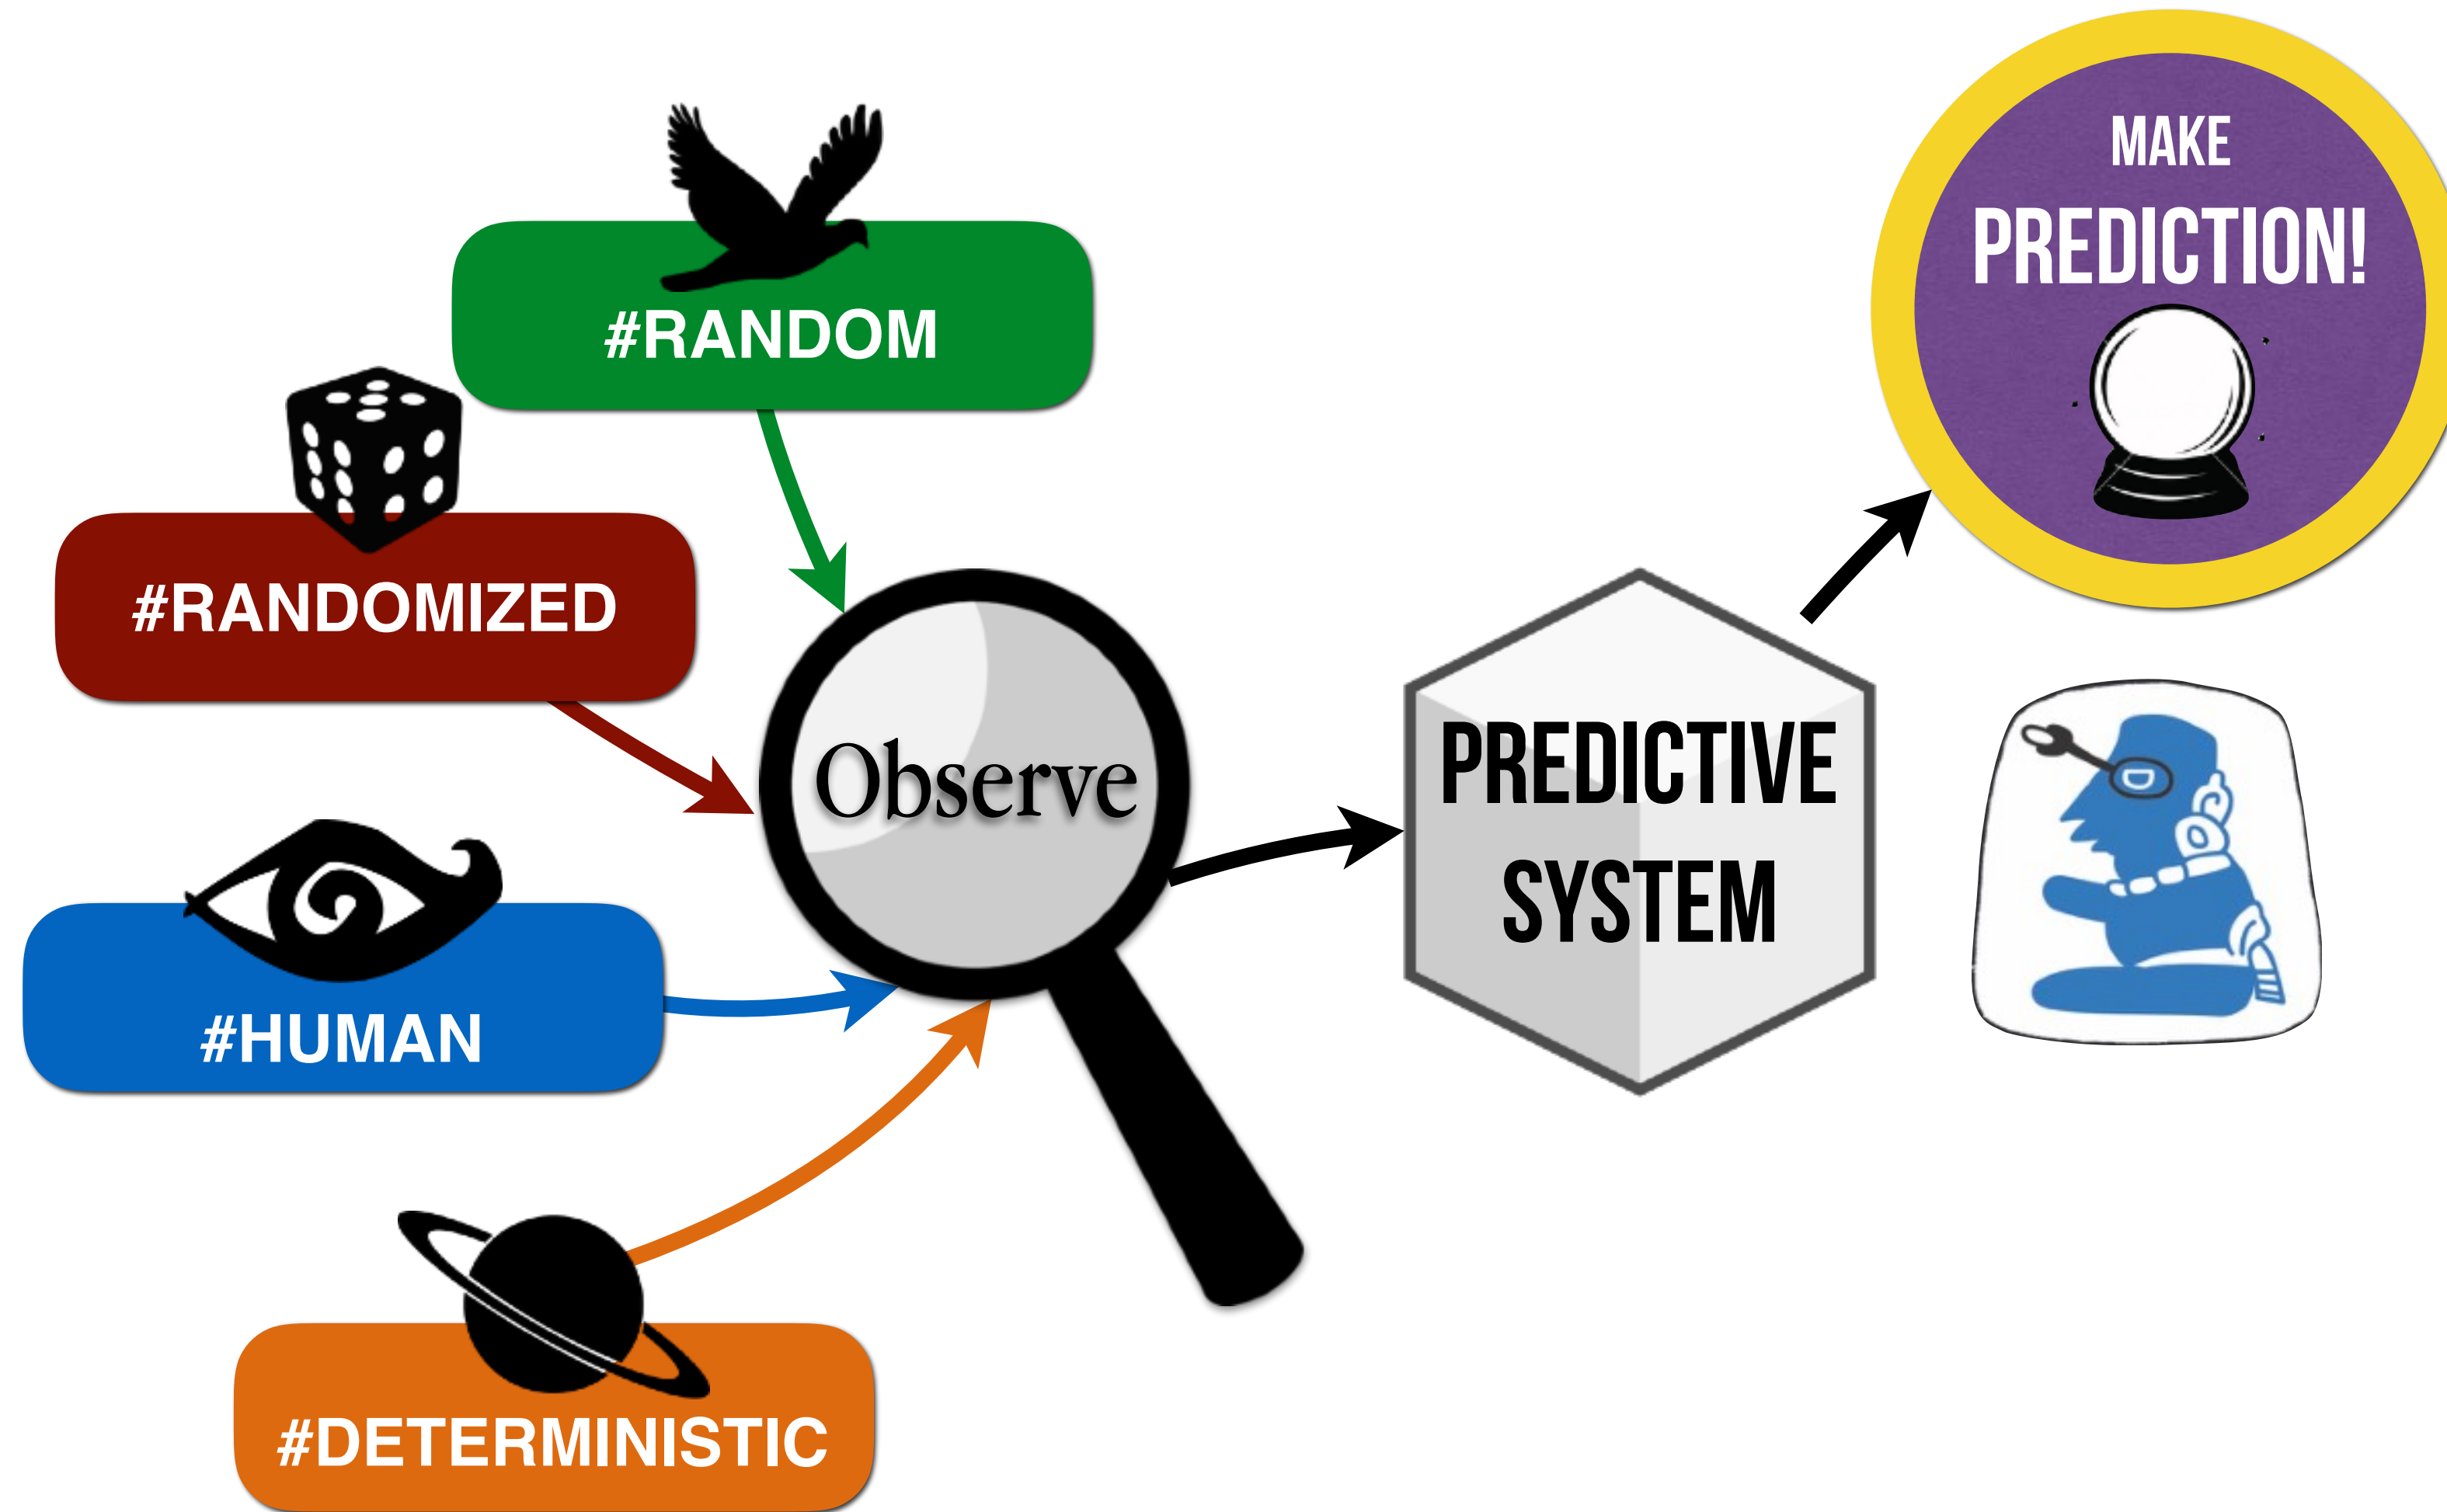 #RANDOM
#RANDOMIZED
#HUMAN
#DETERMINISTIC
Observe
PREDICTIVE
SYSTEM
MAKE
PREDICTION!